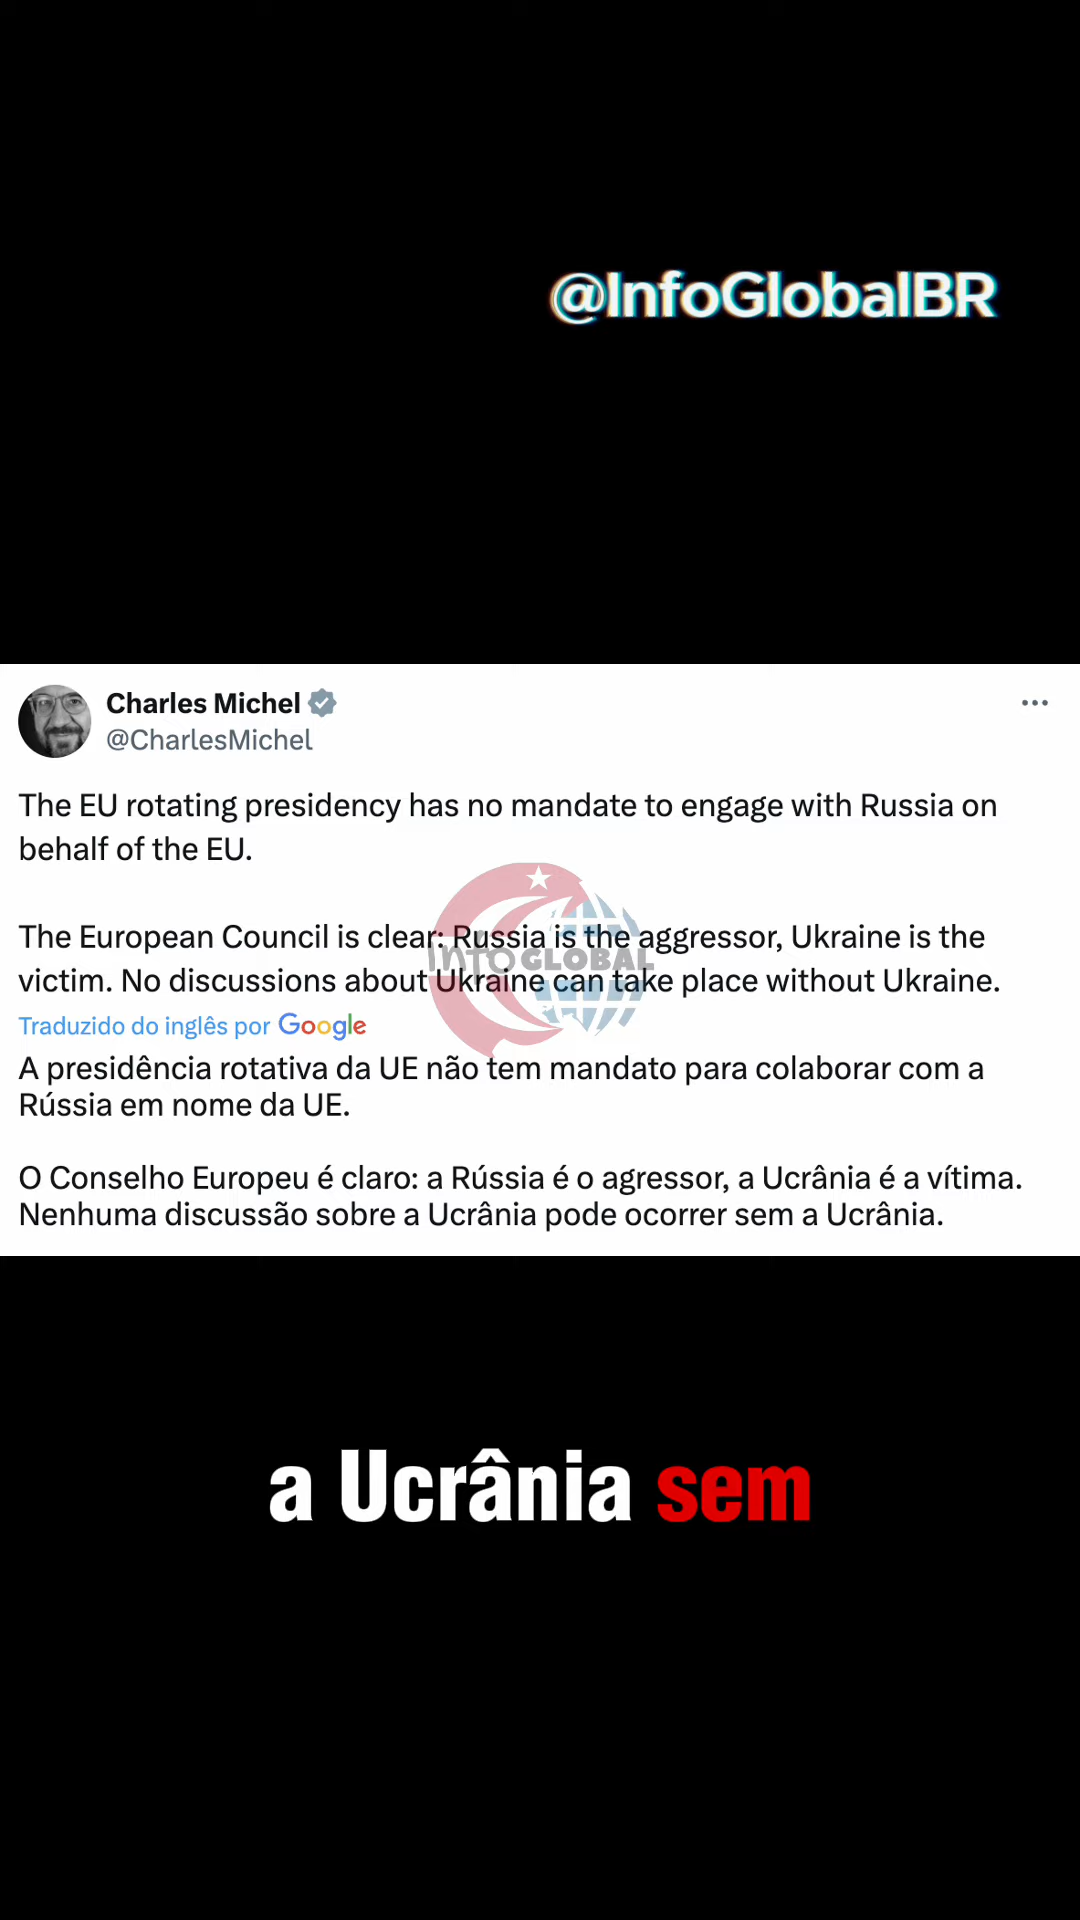 @InfoGlobalBR
Charles Michel
@CharlesMichel
The EU rotating presidency has no mandate to engage with Russia on
behalf of the EU.
The European Council is clear: Russia is the aggressor, Ukraine is the
INFO GLOBAL
victim. No discussions about Ukraine can take place without Ukraine.
Traduzido do inglês por Google
A presidência rotativa da UE não tem mandato para colaborar com a
Rússia em nome da UE.
O Conselho Europeu é claro: a Rússia é o agressor, a Ucrânia é a vítima.
Nenhuma discussão sobre a Ucrânia pode ocorrer sem a Ucrânia.
a Ucrânia sem